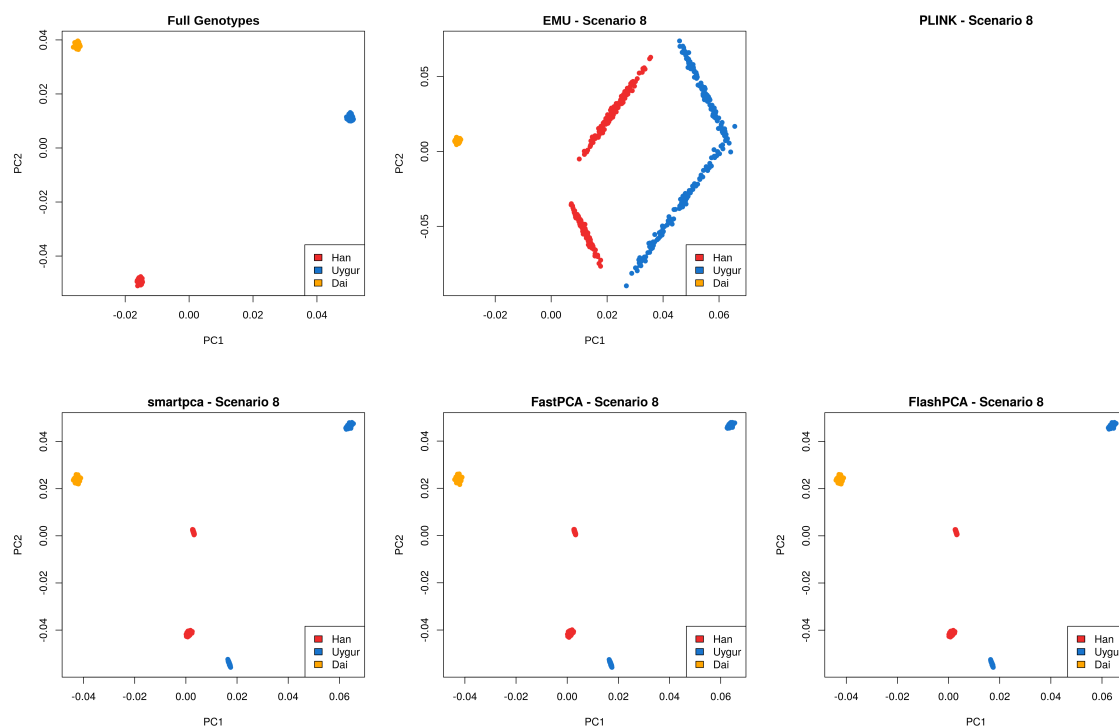 Full Genotypes
EMU - Scenario 8
PLINK - Scenario 8
PC2
0.04
0.02
0.00
-0.02
-0.04
-0.02
0.00
0.02
0.04
PC1
Han
Uygur
Dai
PC2
0.05
0.00
-0.05
-0.02
0.00
0.02
0.04
0.06
PC1
Han
Uygur
Dai
smartpca - Scenario 8
FastPCA - Scenario 8
FlashPCA - Scenario 8
PC2
0.04
0.02
0.00
-0.02
-0.04
-0.04
-0.02
0.00
0.02
0.04
0.06
PC1
Han
Uygur
Dai
PC2
0.04
0.02
0.00
-0.02
-0.04
-0.04
-0.02
0.00
0.02
0.04
0.06
PC1
Han
Uygur
Dai
PC2
0.04
0.02
0.00
-0.02
-0.04
-0.04
-0.02
0.00
0.02
0.04
0.06
PC1
Han
Uygur
Dai